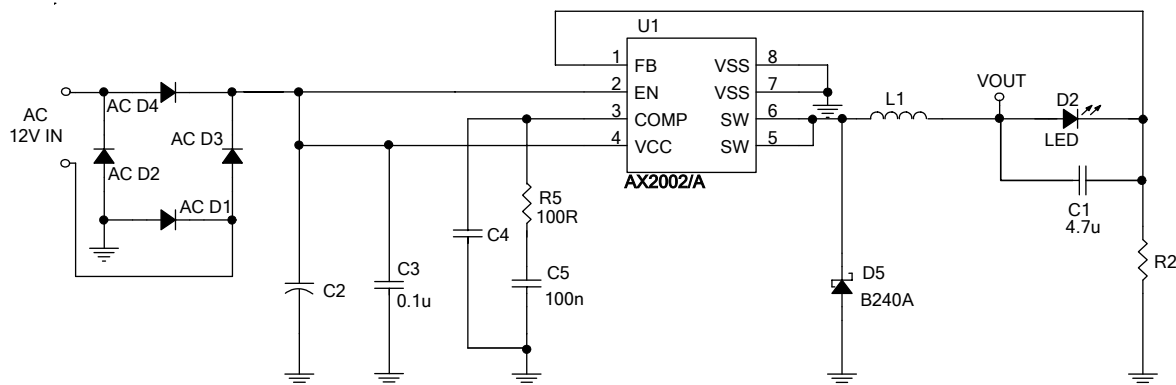 U1
1 FB VSS 8
2 EN VSS 7
3 COMP SW 6
4 VCC SW 5
AX2002/A
AC
12V IN
AC D4
AC D3
AC D2
AC D1
C2
C3
0.1u
C4
R5
100R
C5
100n
L1
VOUT
D2
LED
C1
4.7u
D5
B240A
R2